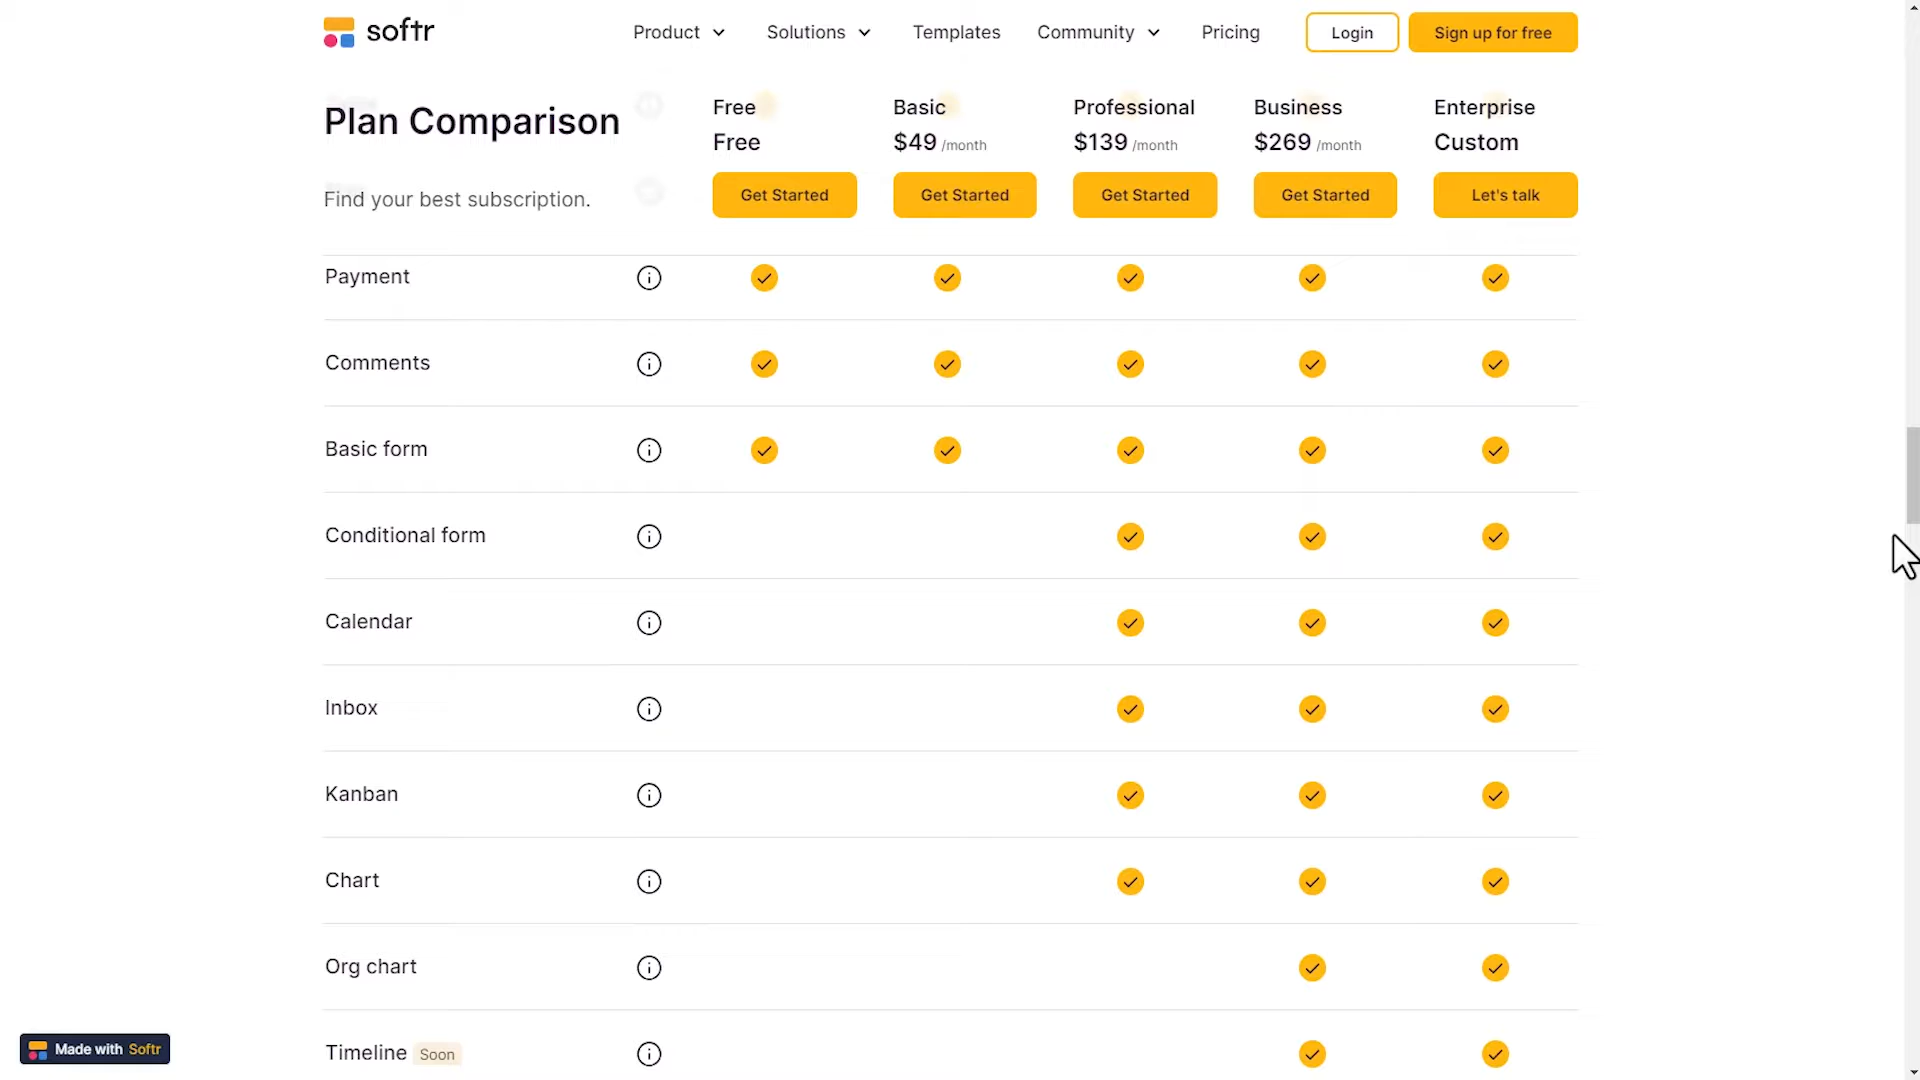 softr
Product
Solutions
Templates
Community
Pricing
Login
Sign up for free
Plan Comparison
Find your best subscription.
Free
Free
Get Started
Basic
$49 /month
Get Started
Professional
$139 /month
Get Started
Business
$269 /month
Get Started
Enterprise
Custom
Let's talk
Payment
Comments
Basic form
Conditional form
Calendar
Inbox
Kanban
Chart
Org chart
Timeline Soon
Made with Softr